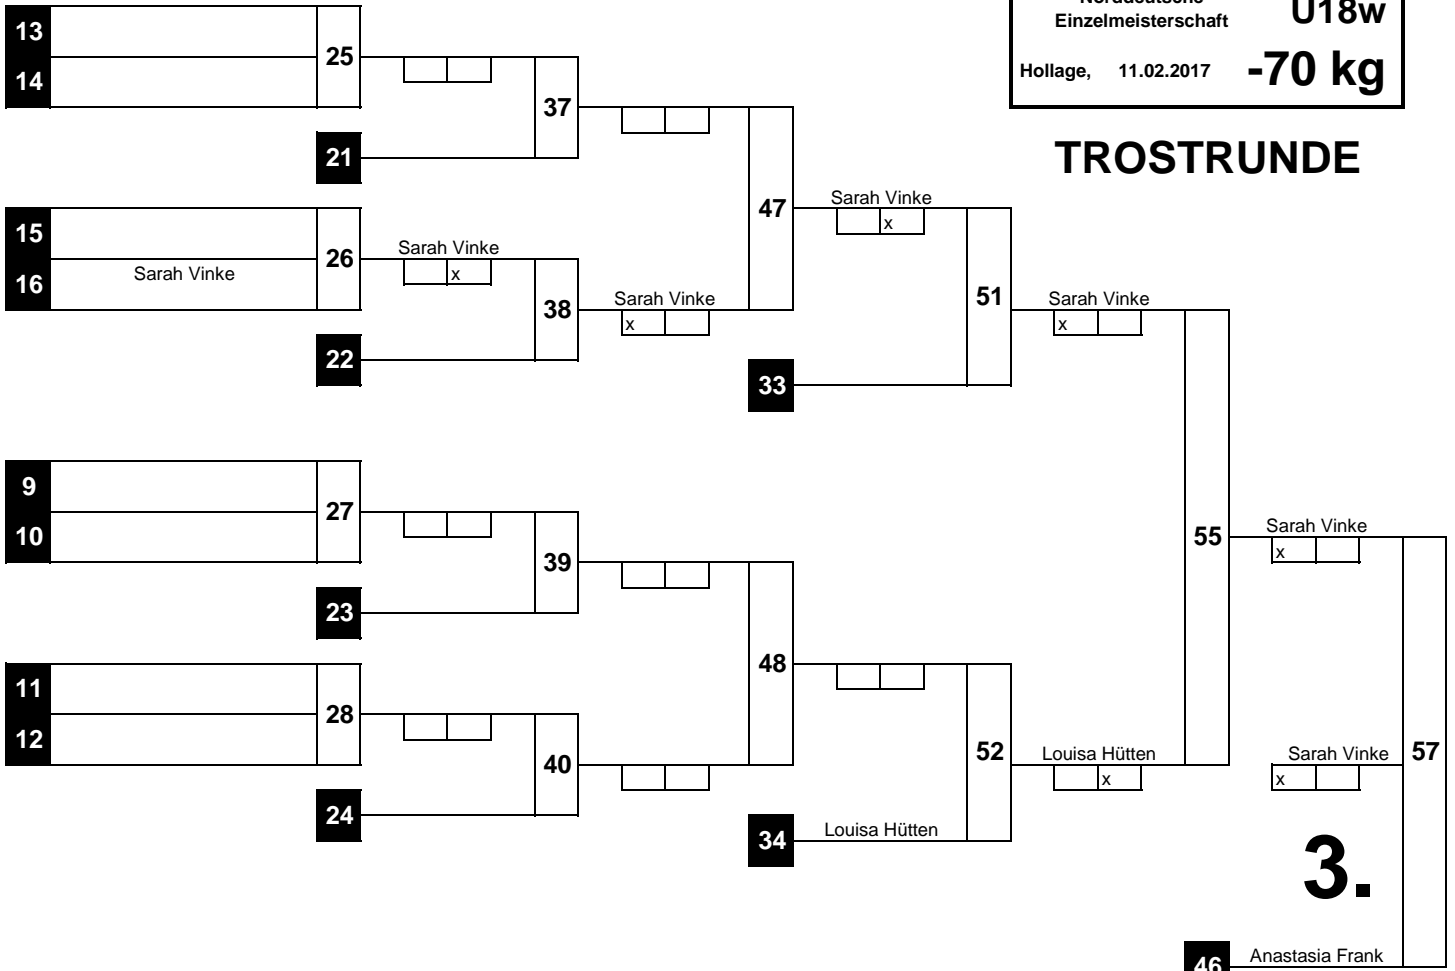 Norddeutsche
Einzelmeisterschaft
U18w
Hollage, 11.02.2017
-70 kg
TROSTRUNDE
13
14
25
37
21
47
Sarah Vinke
x
15
16
Sarah Vinke
26
Sarah Vinke
x
38
Sarah Vinke
x
22
51
Sarah Vinke
x
33
9
10
27
39
23
55
Sarah Vinke
x
11
12
28
40
24
48
52
Louisa Hütten
x
34
Louisa Hütten
Sarah Vinke
x
57
3.
46
Anastasia Frank